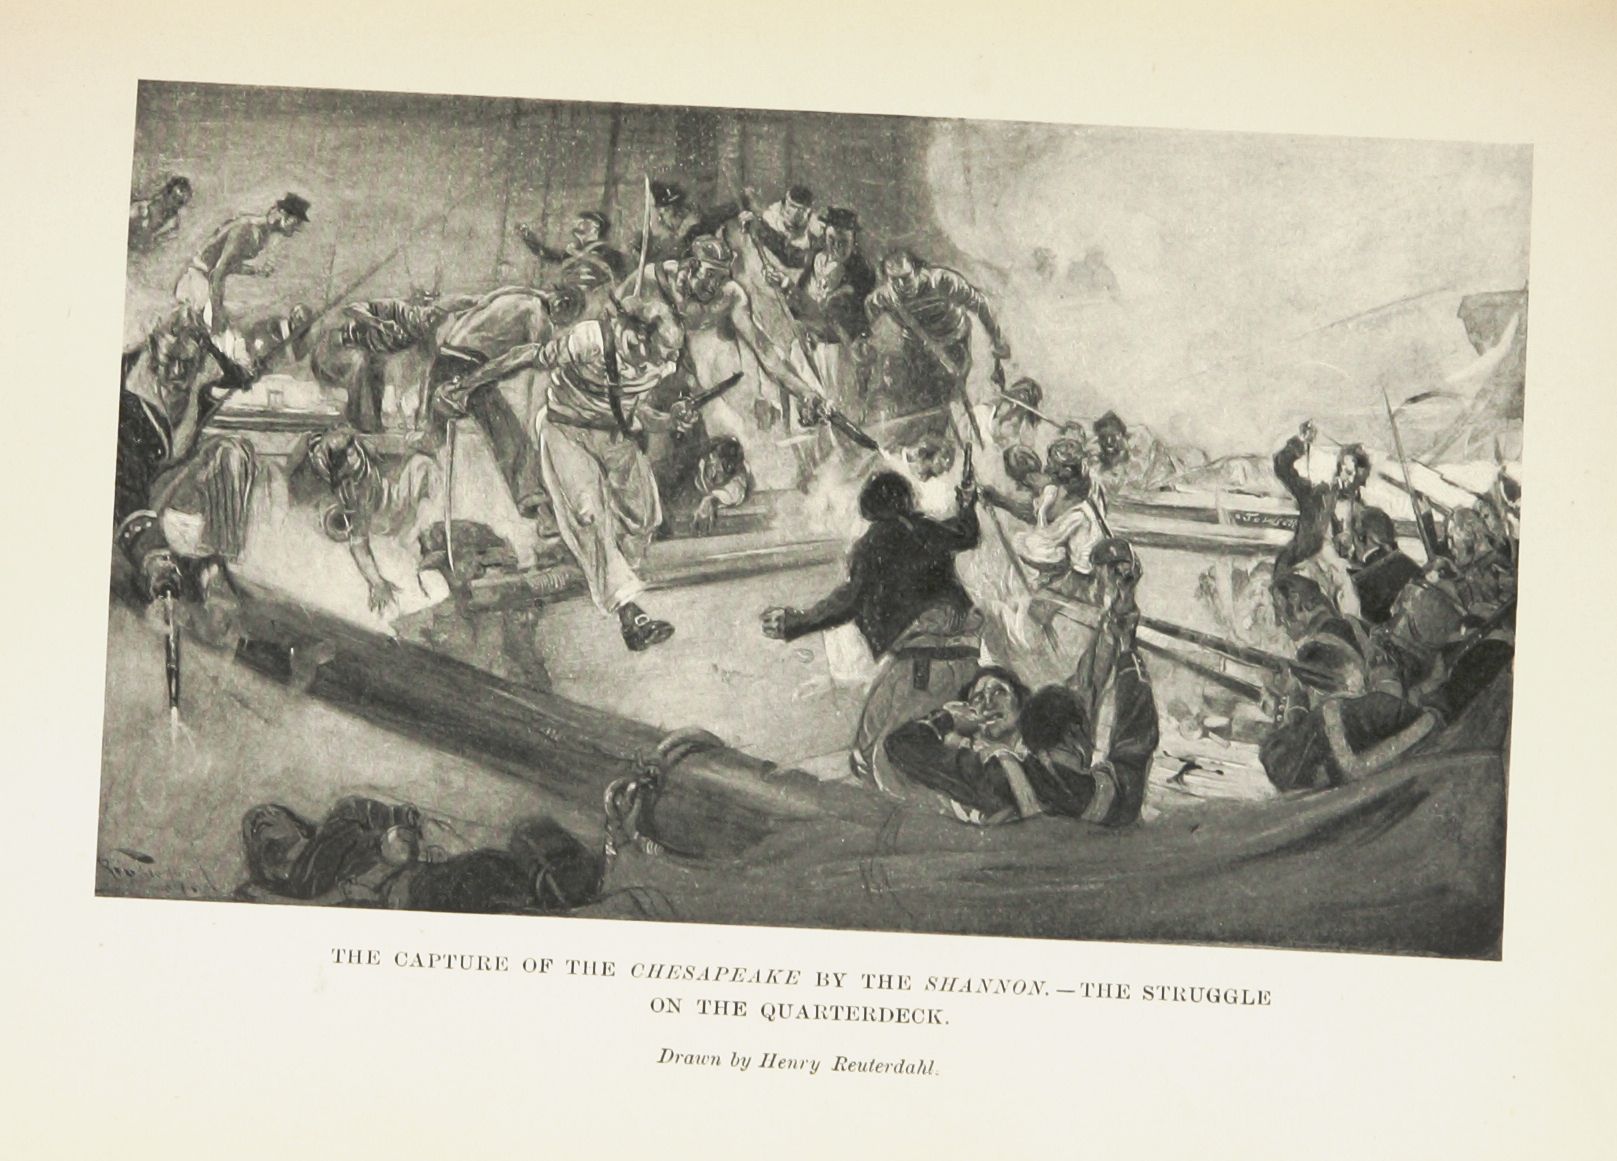 THE CAPTURE OF THE CHESAPEAKE BY THE SHANNON.—THE STRUGGLE
ON THE QUARTERDECK.
Drawn by Henry Reuterdahl.